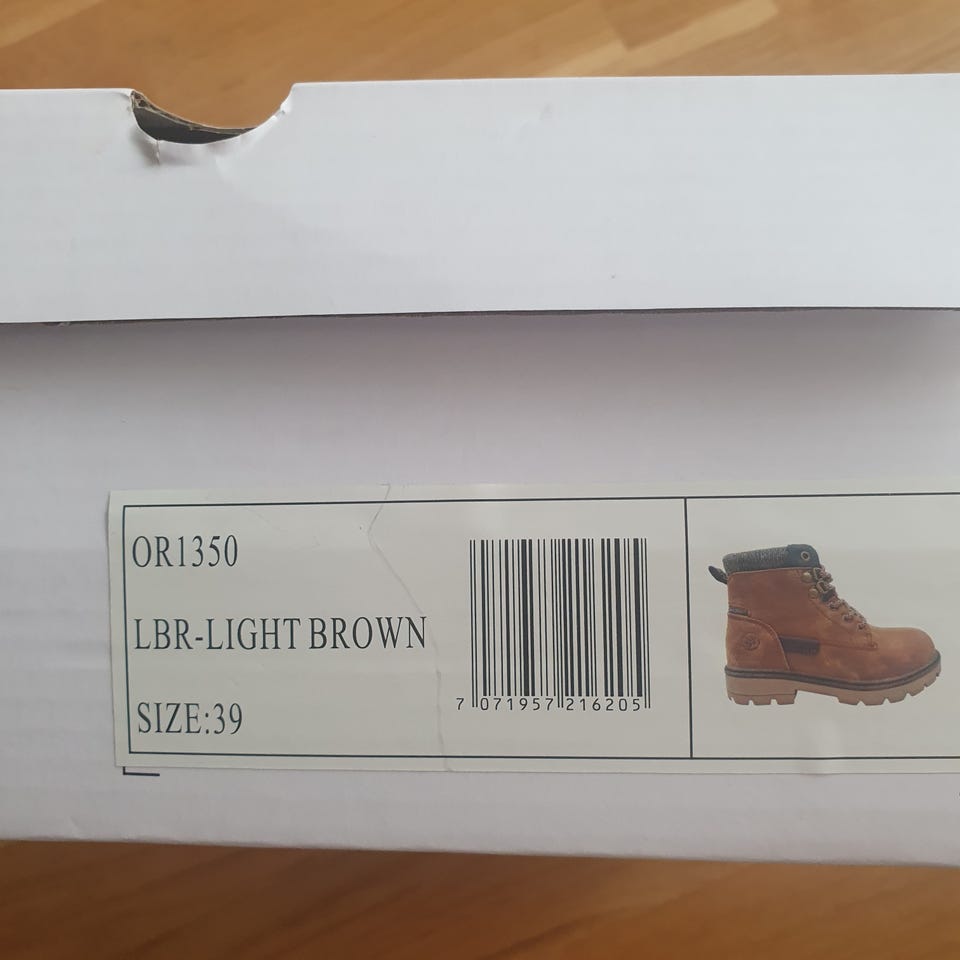 OR1350
LBR-LIGHT BROWN
SIZE:39
7 071957 216205